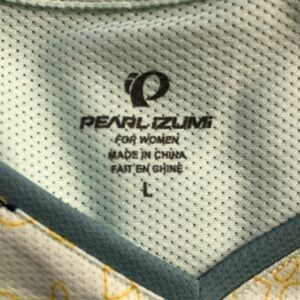 PEARL IZUMI
FOR WOMEN
MADE IN CHINA
FAIT EN CHINE
L